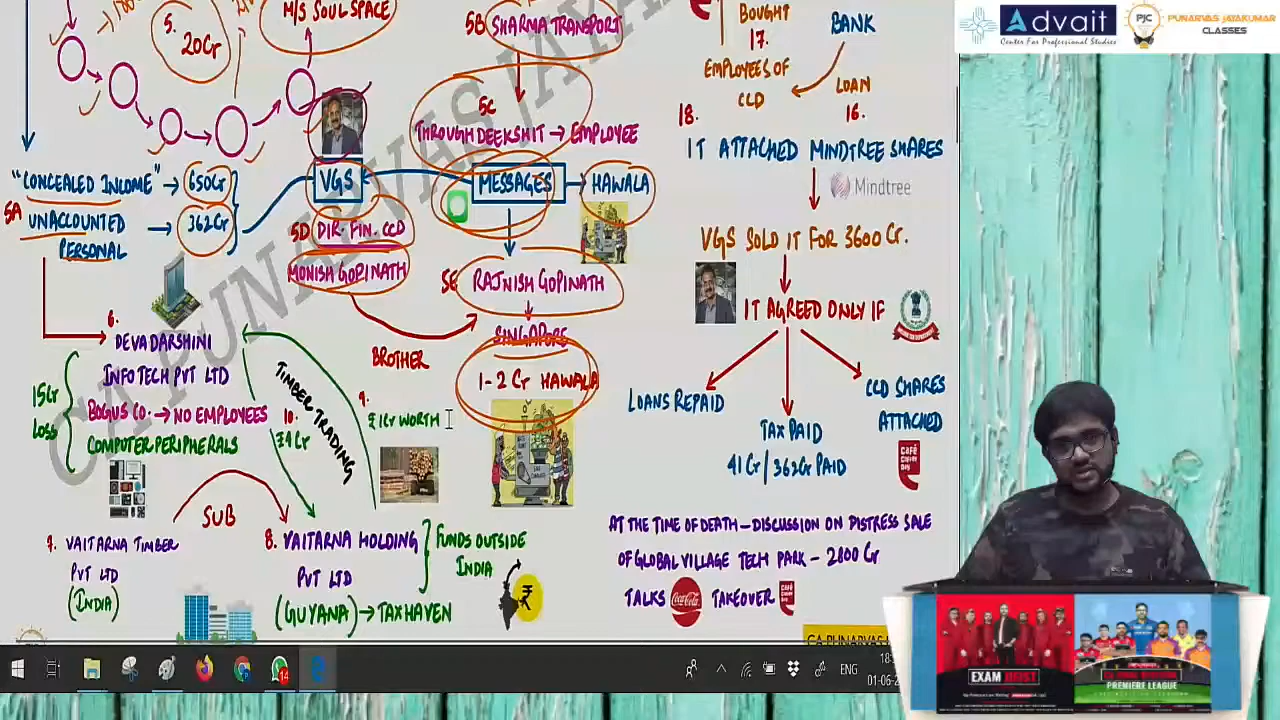 5.
20Cr
M/S SOUL SPACE
5B SHARMA TRANSPORT
5C
THROUGH DEEKSHIT → EMPLOYEE
"CONCEALED INCOME" → 650Cr
5A UNACCOUNTED → 362Cr
PERSONAL
VGS
MESSAGES
HAWALA
5D DIR. FIN. CCD
MONISH GOPINATH
5E RAJNISH GOPINATH
SINGAPORE
1-2 Cr HAWALA
BROTHER
6.
DEVADARSHINI
INFOTECH PVT LTD
BOGUS CO. → NO EMPLOYEES
COMPUTER PERIPHERALS
15Cr
LOSS
TIMBER TRADING
10.
74Cr
9.
₹1Cr WORTH
SUB
7. VAITARNA TIMBER
PVT LTD
(INDIA)
8. VAITARNA HOLDING
PVT LTD
(GUYANA) → TAX HAVEN
FUNDS OUTSIDE
INDIA
₹
BOUGHT
17.
EMPLOYEES OF
CCD
BANK
LOAN
16.
18.
IT ATTACHED MINDTREE SHARES
Mindtree
VGS SOLD IT FOR 3600 Cr.
IT AGREED ONLY IF
LOANS REPAID
TAX PAID
41Cr/362Cr PAID
CCD SHARES
ATTACHED
AT THE TIME OF DEATH - DISCUSSION ON DISTRESS SALE
OF GLOBAL VILLAGE TECH PARK - 2800 Cr
TALKS Coca-Cola TAKEOVER
CA PUNARVAS JAYAKUMAR
Advait
Center For Professional Studies
PJC
PUNARVAS JAYAKUMAR
CLASSES
ENG
01-06-2
EXAM HEIST
PREMIERE LEAGUE